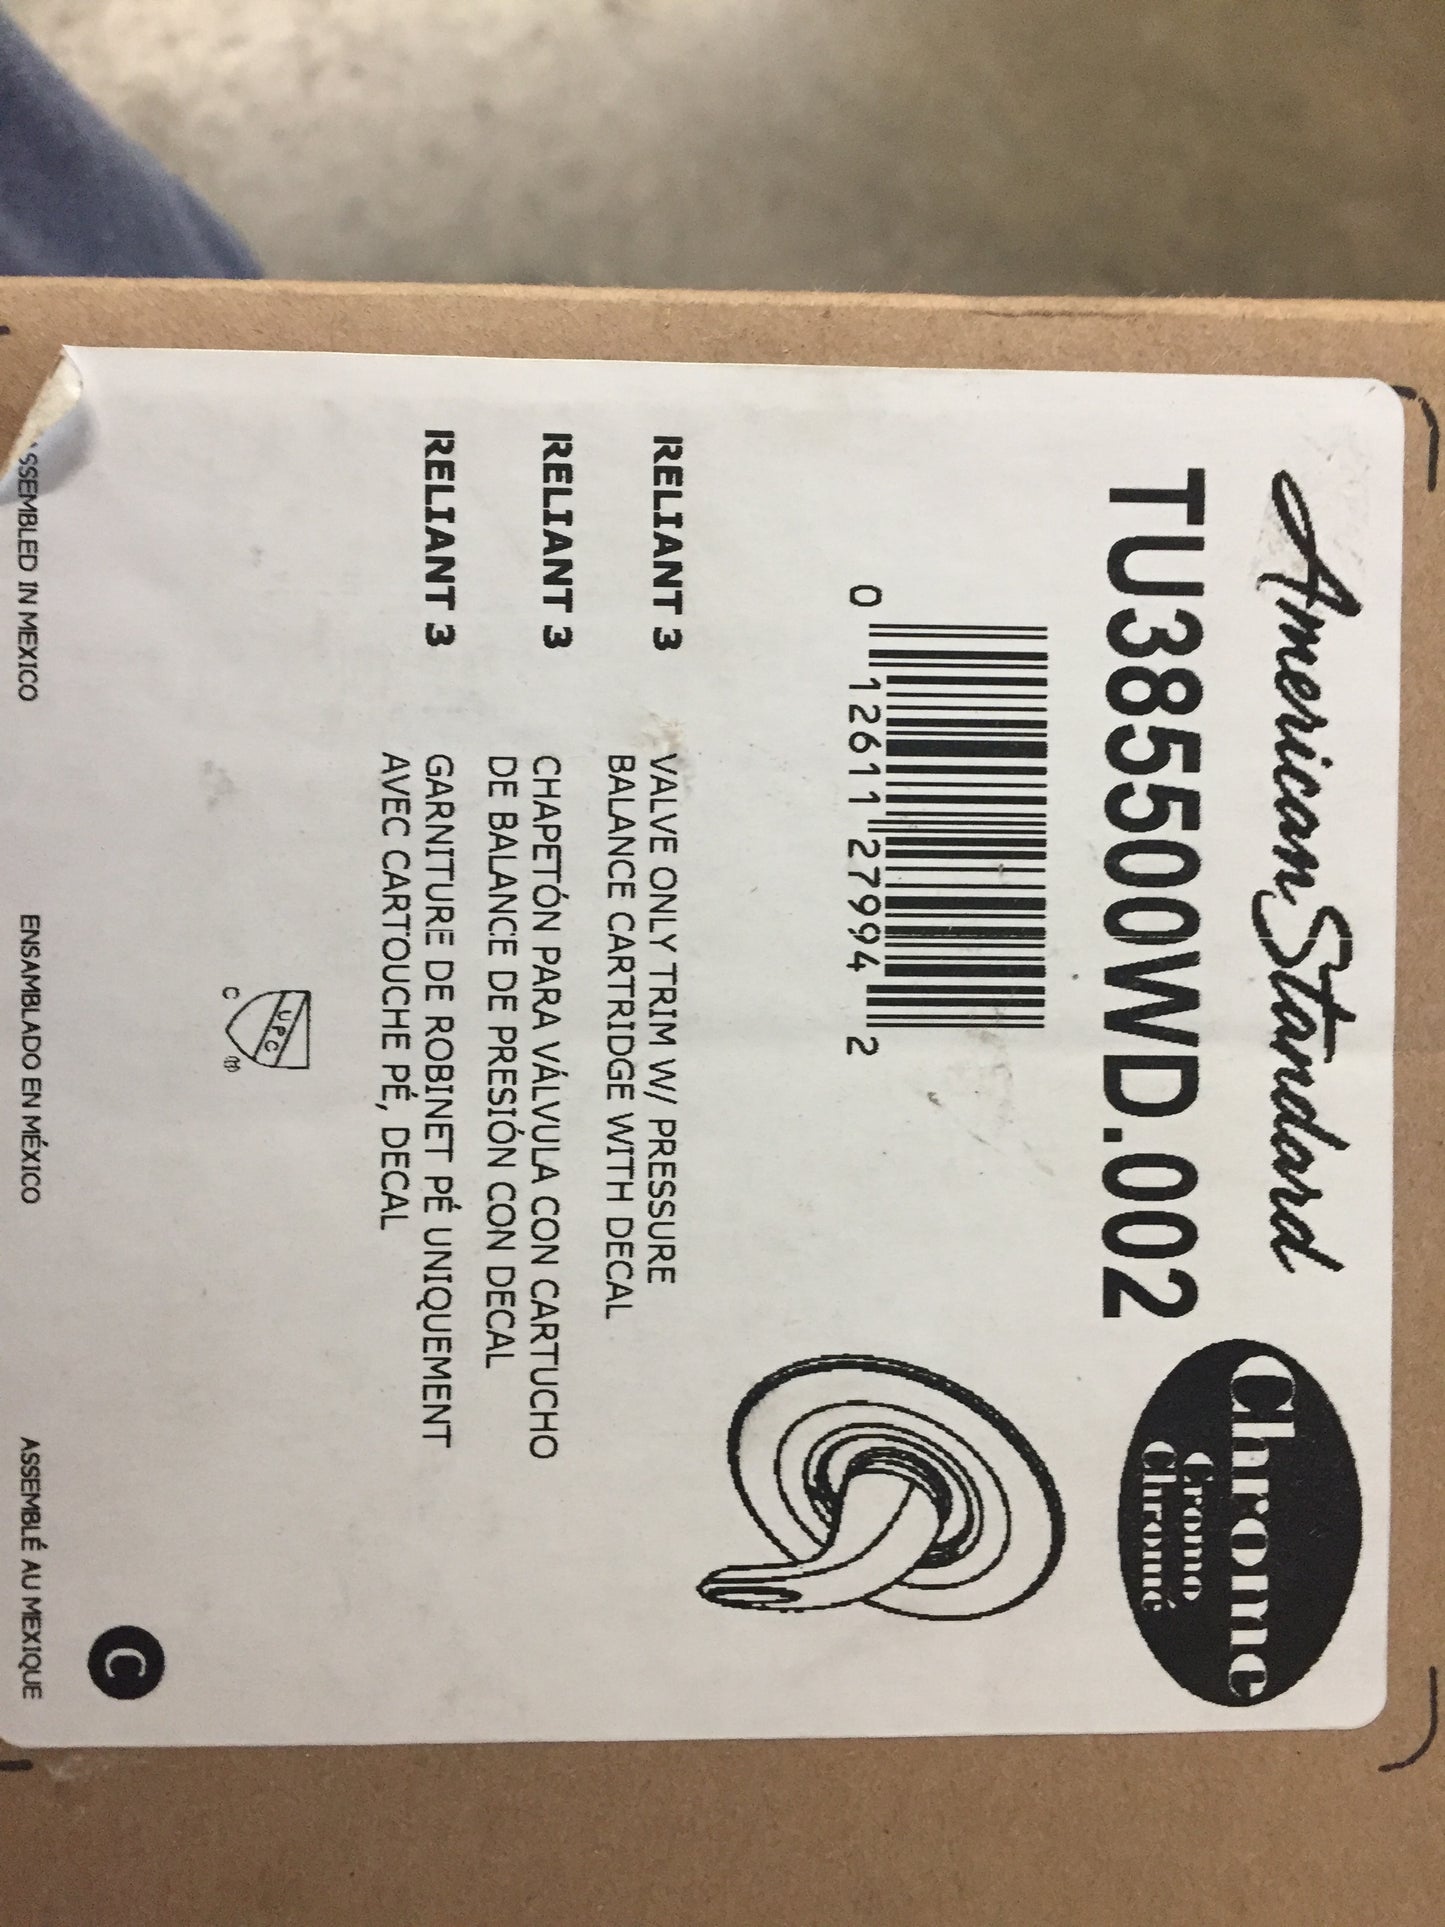 American Standard
Chrome
Cromo
Chromé
TU385500WD.002
0 12611 27994 2
RELIANT 3 VALVE ONLY TRIM W/ PRESSURE
BALANCE CARTRIDGE WITH DECAL
RELIANT 3 CHAPETÓN PARA VÁLVULA CON CARTUCHO
DE BALANCE DE PRESIÓN CON DECAL
RELIANT 3 GARNITURE DE ROBINET PÉ UNIQUEMENT
AVEC CARTOUCHE PÉ, DECAL
UPC
C ®
C
ASSEMBLED IN MEXICO ENSAMBLADO EN MÉXICO ASSEMBLÉ AU MEXIQUE